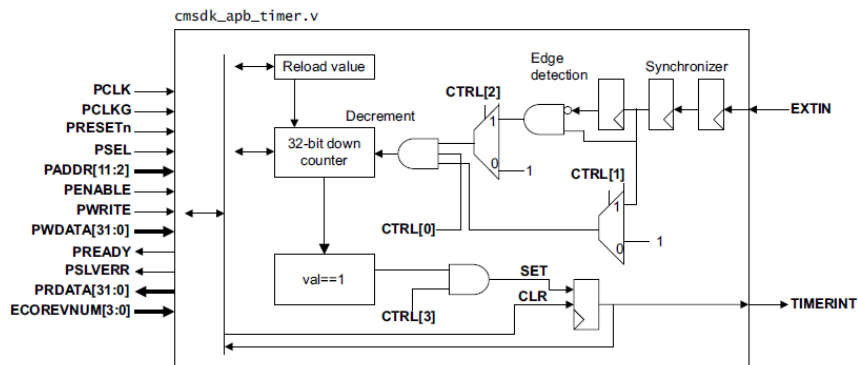 cmsdk_apb_timer.v
PCLK
PCLKG
PRESETn
PSEL
PADDR[11:2]
PENABLE
PWRITE
PWDATA[31:0]
PREADY
PSLVERR
PRDATA[31:0]
ECOREVNUM[3:0]
Reload value
Decrement
32-bit down
counter
val==1
CTRL[2]
1
0
1
Edge
detection
Synchronizer
EXTIN
CTRL[1]
1
0
1
CTRL[0]
CTRL[3]
SET
CLR
TIMERINT